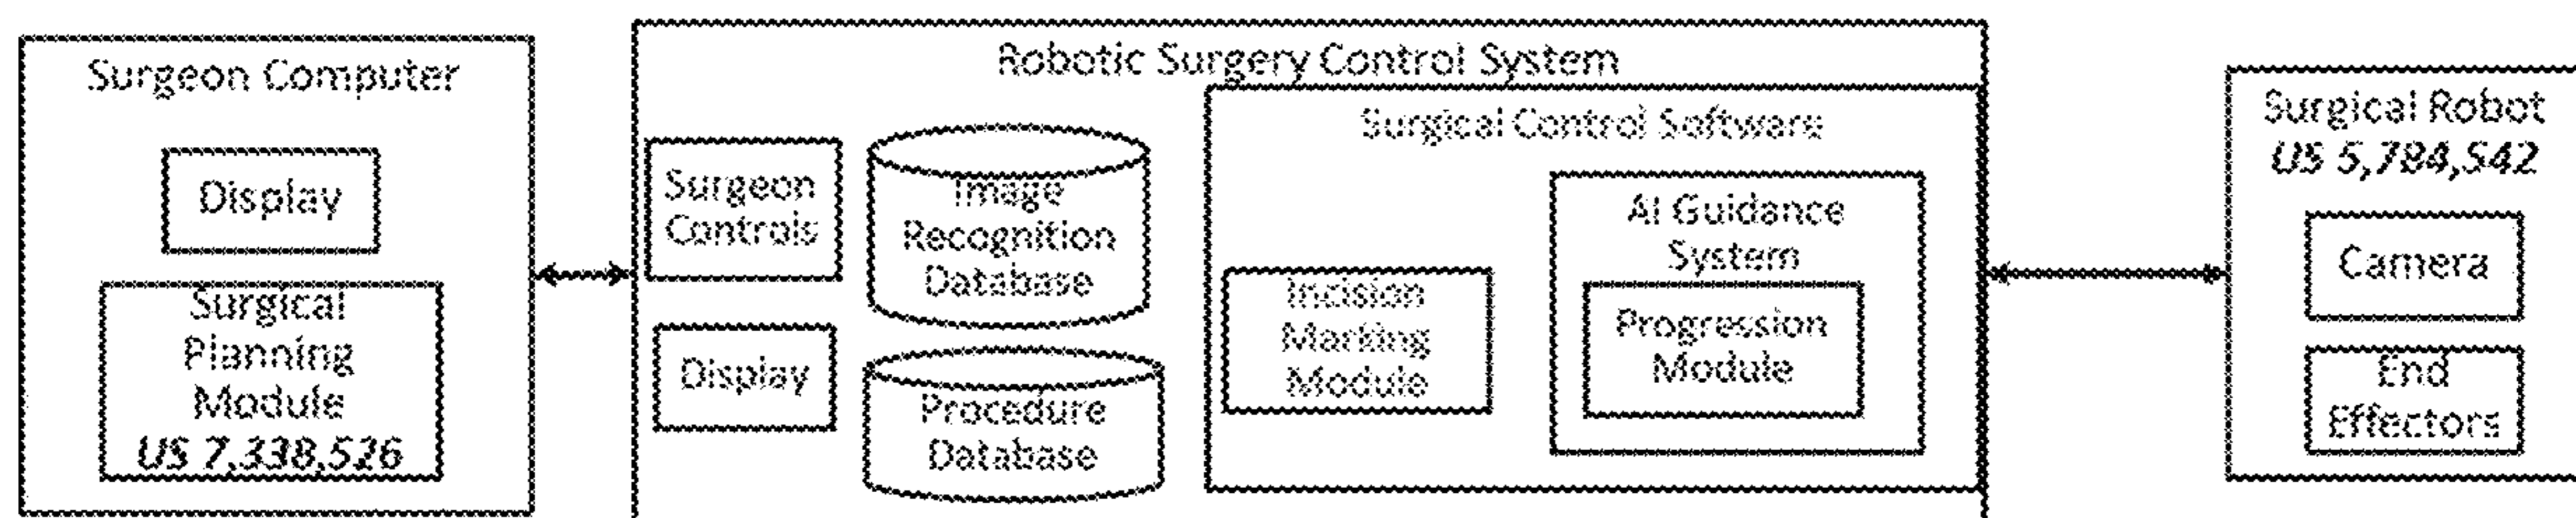 Surgeon Computer
Display
Surgical
Planning
Module
US 7,338,526
Robotic Surgery Control System
Surgeon
Controls
Display
Image
Recognition
Database
Procedure
Database
Surgical Control Software
Incision
Marking
Module
AI Guidance
System
Progression
Module
Surgical Robot
US 5,784,542
Camera
End
Effectors